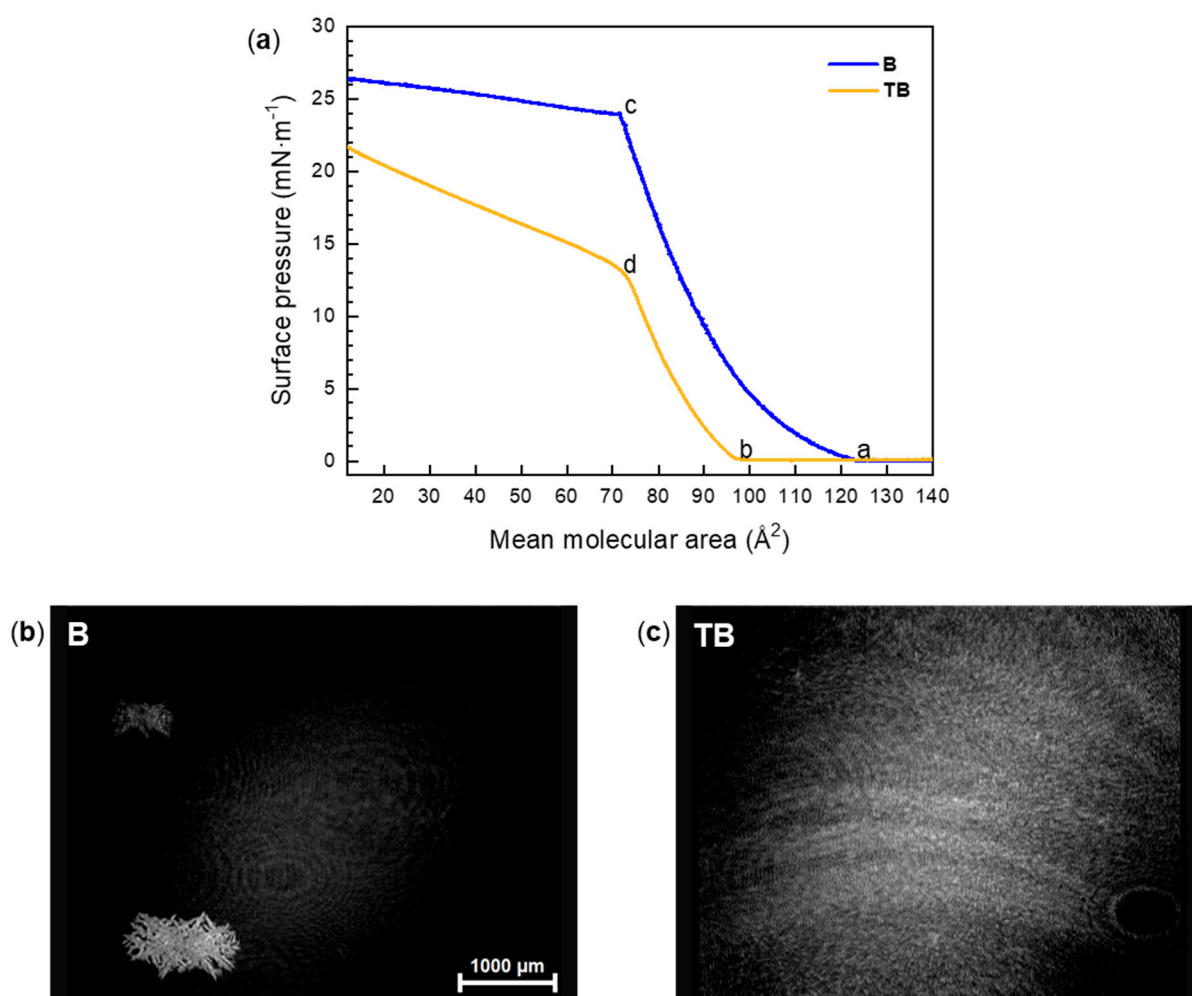 (a)
30
25
20
15
10
5
0
Surface pressure (mN·m⁻¹)
B
TB
c
d
b
a
20 30 40 50 60 70 80 90 100 110 120 130 140
Mean molecular area (Å²)
(b)
B
1000 µm
(c)
TB